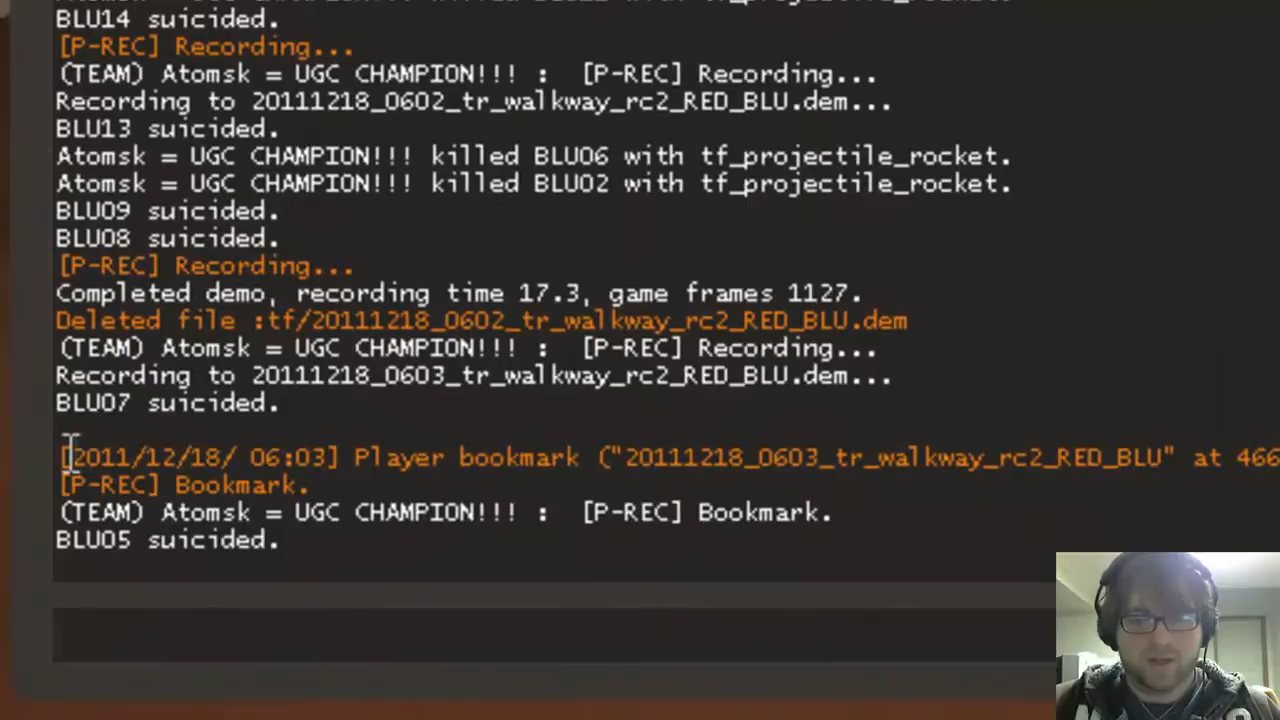 BLU14 suicided.
[P-REC] Recording...
(TEAM) Atomsk = UGC CHAMPION!!! :  [P-REC] Recording...
Recording to 20111218_0602_tr_walkway_rc2_RED_BLU.dem...
BLU13 suicided.
Atomsk = UGC CHAMPION!!! killed BLU06 with tf_projectile_rocket.
Atomsk = UGC CHAMPION!!! killed BLU02 with tf_projectile_rocket.
BLU09 suicided.
BLU08 suicided.
[P-REC] Recording...
Completed demo, recording time 17.3, game frames 1127.
Deleted file :tf/20111218_0602_tr_walkway_rc2_RED_BLU.dem
(TEAM) Atomsk = UGC CHAMPION!!! :  [P-REC] Recording...
Recording to 20111218_0603_tr_walkway_rc2_RED_BLU.dem...
BLU07 suicided.
[2011/12/18/ 06:03] Player bookmark ("20111218_0603_tr_walkway_rc2_RED_BLU" at 466
[P-REC] Bookmark.
(TEAM) Atomsk = UGC CHAMPION!!! :  [P-REC] Bookmark.
BLU05 suicided.